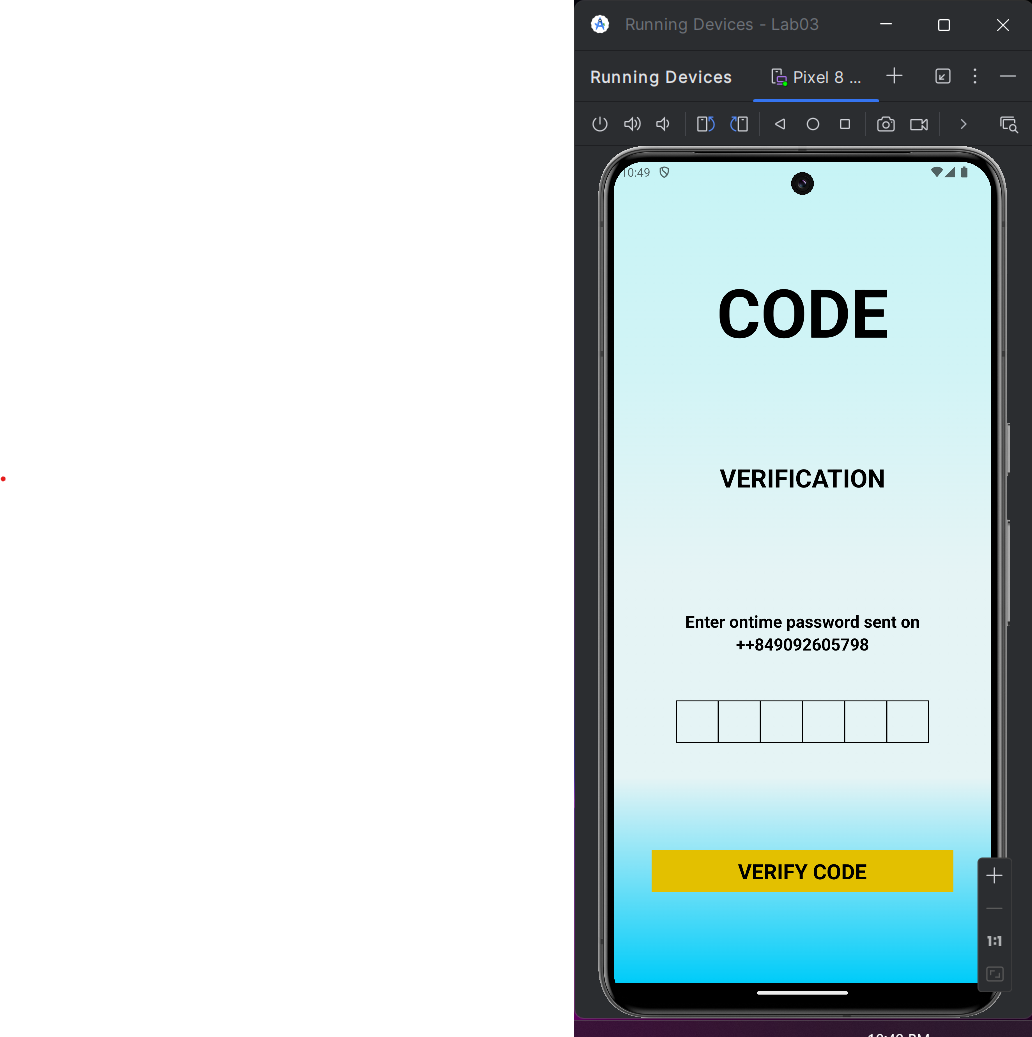 Running Devices - Lab03
Running Devices
Pixel 8 ...
10:49
CODE
VERIFICATION
Enter ontime password sent on
++849092605798
VERIFY CODE
1:1